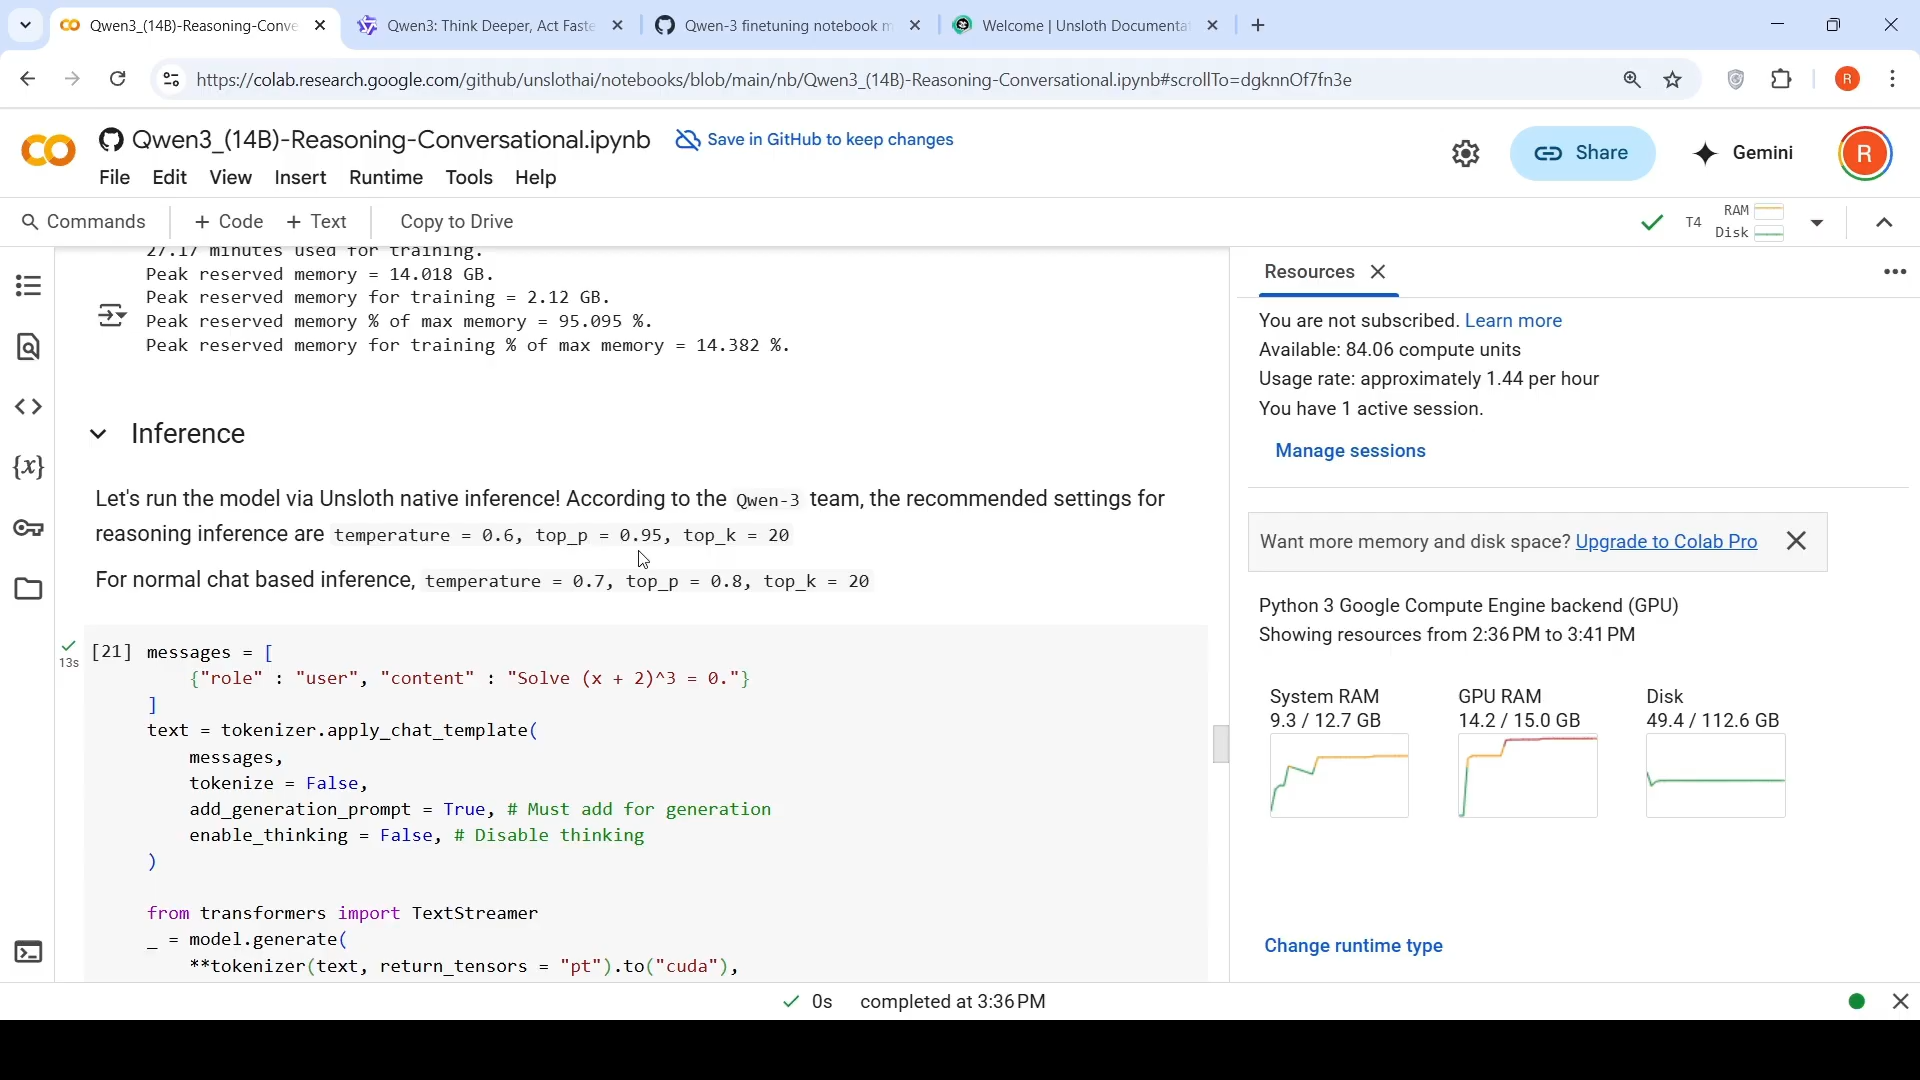 Qwen3_(14B)-Reasoning-Conve
Qwen3: Think Deeper, Act Faste
Qwen-3 finetuning notebook m
Welcome | Unsloth Documenta
https://colab.research.google.com/github/unslothai/notebooks/blob/main/nb/Qwen3_(14B)-Reasoning-Conversational.ipynb#scrollTo=dgknnOf7fn3e
R
Qwen3_(14B)-Reasoning-Conversational.ipynb
Save in GitHub to keep changes
Share
Gemini
R
File Edit View Insert Runtime Tools Help
Commands
+ Code
+ Text
Copy to Drive
T4
RAM
Disk
27.17 minutes used for training.
Peak reserved memory = 14.018 GB.
Peak reserved memory for training = 2.12 GB.
Peak reserved memory % of max memory = 95.095 %.
Peak reserved memory for training % of max memory = 14.382 %.
Inference
Let's run the model via Unsloth native inference! According to the Qwen-3 team, the recommended settings for
reasoning inference are temperature = 0.6, top_p = 0.95, top_k = 20
For normal chat based inference, temperature = 0.7, top_p = 0.8, top_k = 20
13s
[21] messages = [
{"role" : "user", "content" : "Solve (x + 2)^3 = 0."}
]
text = tokenizer.apply_chat_template(
messages,
tokenize = False,
add_generation_prompt = True, # Must add for generation
enable_thinking = False, # Disable thinking
)
from transformers import TextStreamer
_ = model.generate(
**tokenizer(text, return_tensors = "pt").to("cuda"),
Resources
You are not subscribed. Learn more
Available: 84.06 compute units
Usage rate: approximately 1.44 per hour
You have 1 active session.
Manage sessions
Want more memory and disk space? Upgrade to Colab Pro
Python 3 Google Compute Engine backend (GPU)
Showing resources from 2:36 PM to 3:41 PM
System RAM
9.3 / 12.7 GB
GPU RAM
14.2 / 15.0 GB
Disk
49.4 / 112.6 GB
Change runtime type
0s completed at 3:36 PM